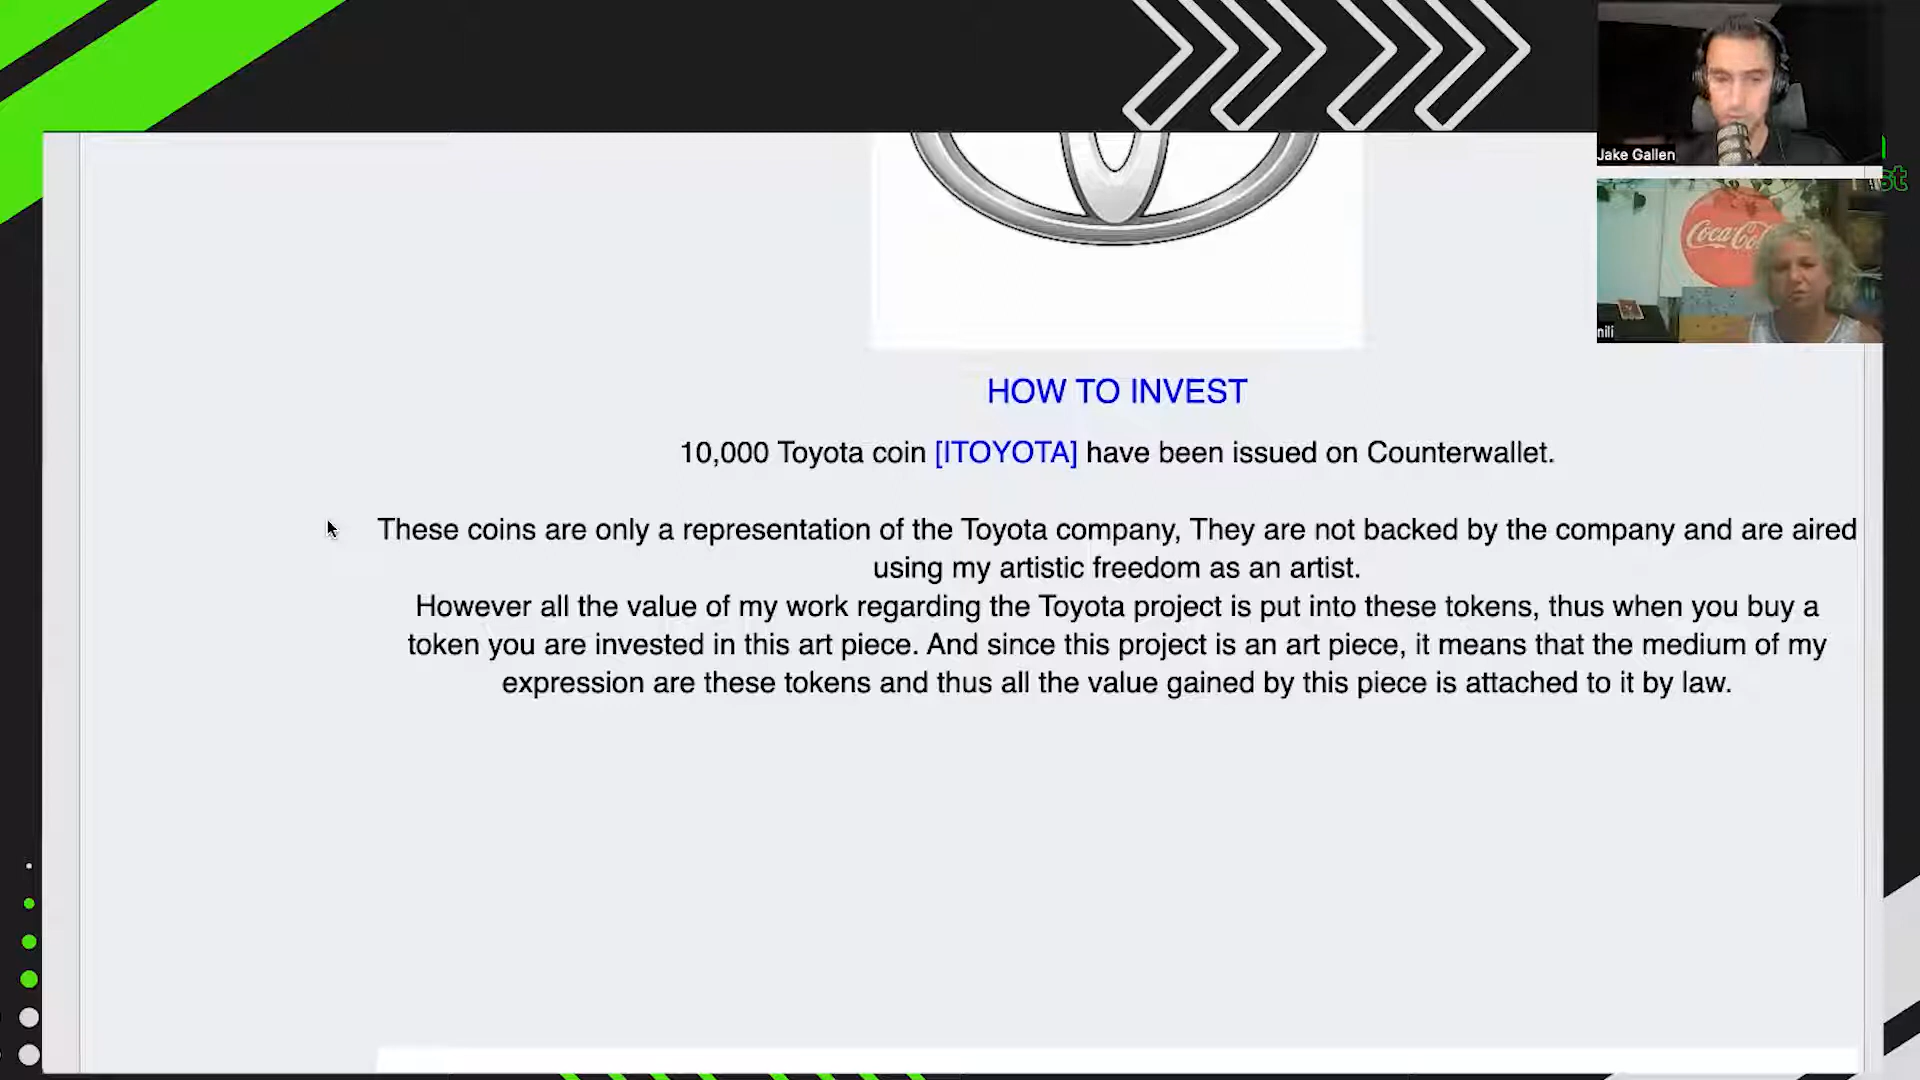 Jake Gallen
st
Coca-Col
nili
HOW TO INVEST
10,000 Toyota coin [ITOYOTA] have been issued on Counterwallet.
These coins are only a representation of the Toyota company, They are not backed by the company and are aired
using my artistic freedom as an artist.
However all the value of my work regarding the Toyota project is put into these tokens, thus when you buy a
token you are invested in this art piece. And since this project is an art piece, it means that the medium of my
expression are these tokens and thus all the value gained by this piece is attached to it by law.